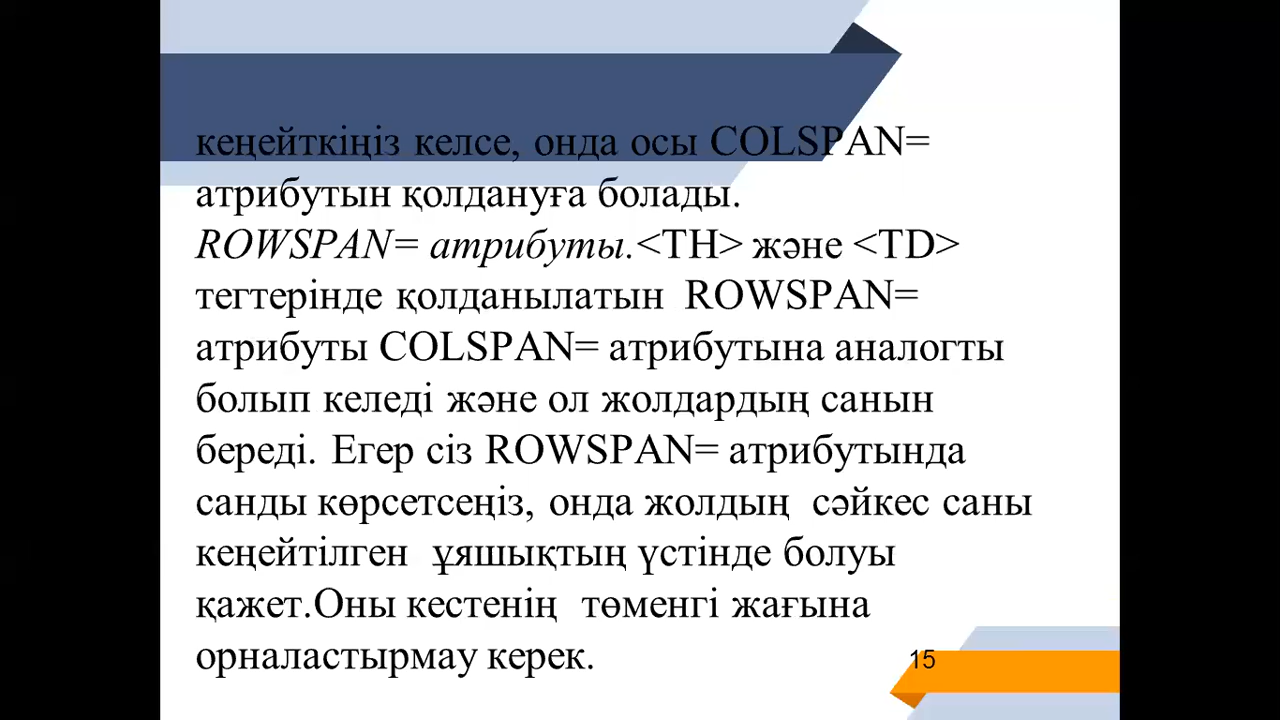 кеңейткіңіз келсе, онда осы COLSPAN=
атрибутын қолдануға болады.
ROWSPAN= атрибуты.<TH> және <TD>
тегтерінде қолданылатын ROWSPAN=
атрибуты COLSPAN= атрибутына аналогты
болып келеді және ол жолдардың санын
береді. Егер сіз ROWSPAN= атрибутында
санды көрсетсеңіз, онда жолдың сәйкес саны
кеңейтілген ұяшықтың үстінде болуы
қажет.Оны кестенің төменгі жағына
орналастырмау керек.
15